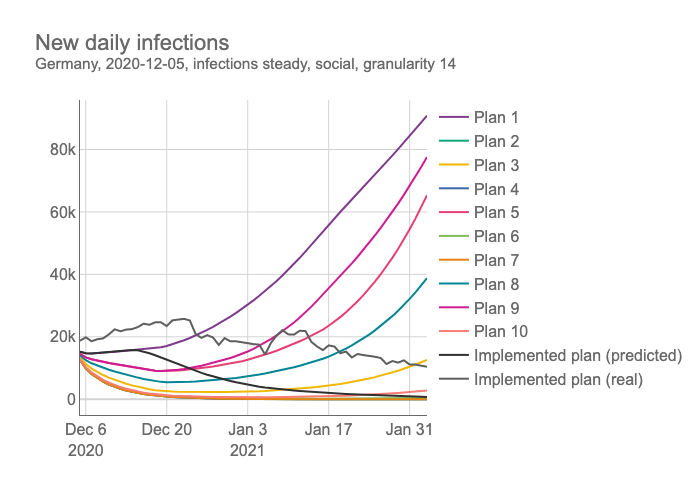 New daily infections
Germany, 2020-12-05, infections steady, social, granularity 14
80k
60k
40k
20k
0
Dec 6
2020
Dec 20
Jan 3
2021
Jan 17
Jan 31
Plan 1
Plan 2
Plan 3
Plan 4
Plan 5
Plan 6
Plan 7
Plan 8
Plan 9
Plan 10
Implemented plan (predicted)
Implemented plan (real)